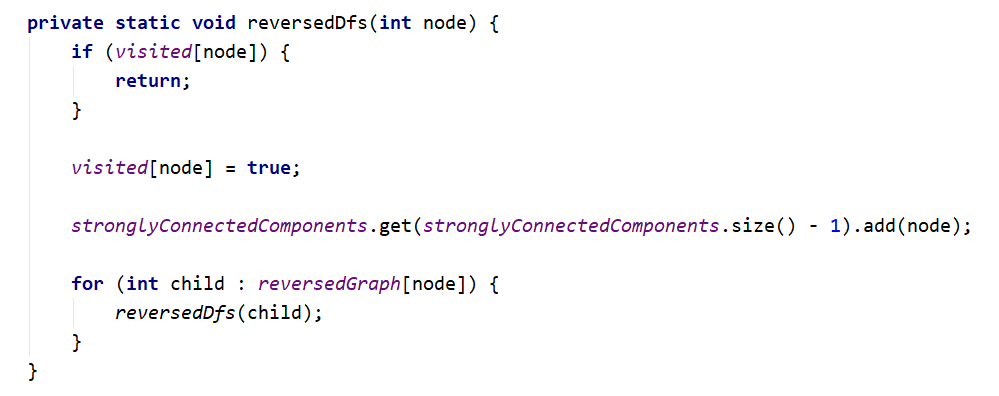 private static void reversedDfs(int node) {
    if (visited[node]) {
        return;
    }
    visited[node] = true;
    stronglyConnectedComponents.get(stronglyConnectedComponents.size() - 1).add(node);
    for (int child : reversedGraph[node]) {
        reversedDfs(child);
    }
}